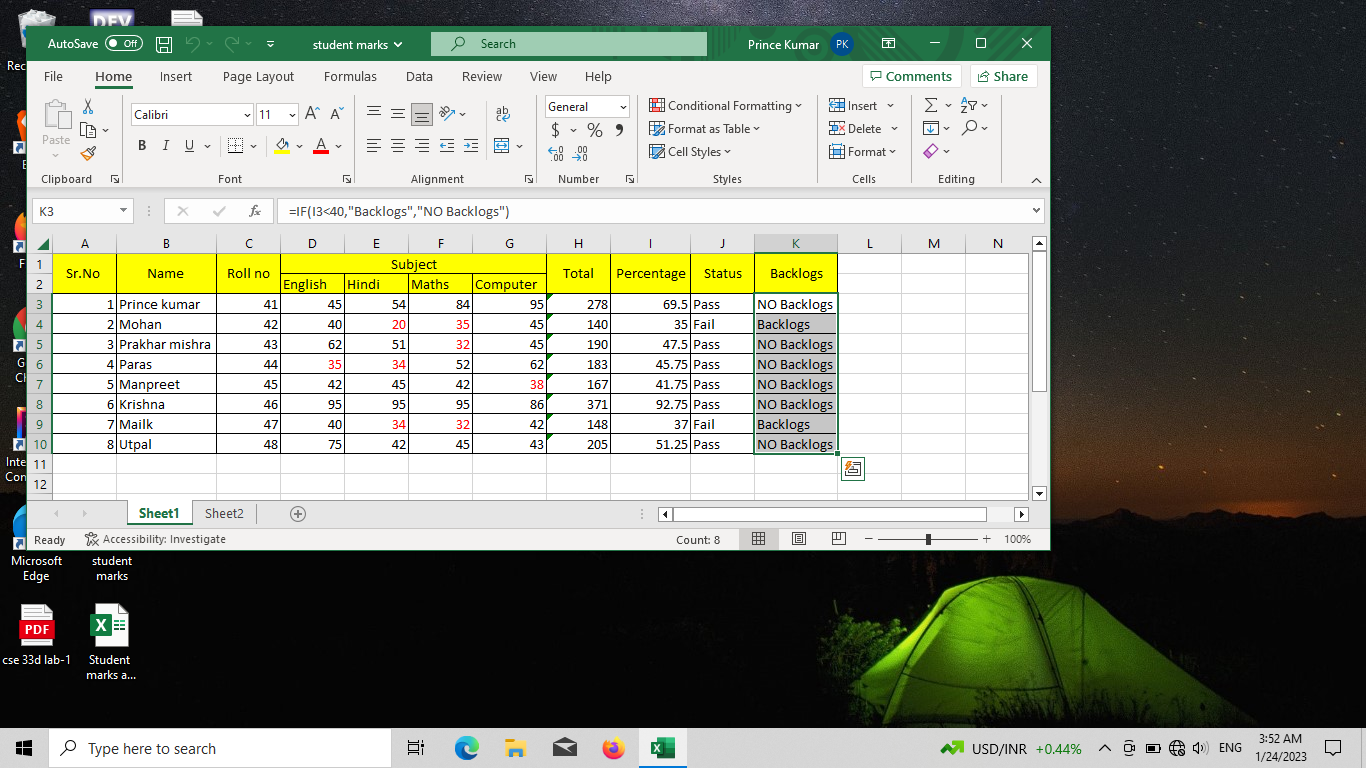 DEV
Rec
AutoSave Off
student marks
Search
Prince Kumar PK
File Home Insert Page Layout Formulas Data Review View Help Comments Share
Paste
Calibri 11
B I U A
ab
General
$ % 9
Conditional Formatting
Format as Table
Cell Styles
Insert
Delete
Format
Clipboard Font Alignment Number Styles Cells Editing
K3 fx =IF(I3<40,"Backlogs","NO Backlogs")
A B C D E F G H I J K L M N
1 Sr.No Name Roll no Subject Total Percentage Status Backlogs
2 English Hindi Maths Computer
3 1 Prince kumar 41 45 54 84 95 278 69.5 Pass NO Backlogs
4 2 Mohan 42 40 20 35 45 140 35 Fail Backlogs
5 3 Prakhar mishra 43 62 51 32 45 190 47.5 Pass NO Backlogs
6 4 Paras 44 35 34 52 62 183 45.75 Pass NO Backlogs
7 5 Manpreet 45 42 45 42 38 167 41.75 Pass NO Backlogs
8 6 Krishna 46 95 95 95 86 371 92.75 Pass NO Backlogs
9 7 Mailk 47 40 34 32 42 148 37 Fail Backlogs
10 8 Utpal 48 75 42 45 43 205 51.25 Pass NO Backlogs
11
12
Sheet1 Sheet2
Ready Accessibility: Investigate Count: 8 100%
Inte
Con
Microsoft
Edge
student
marks
PDF
cse 33d lab-1
Student
marks a...
Type here to search
USD/INR +0.44%
ENG
3:52 AM
1/24/2023